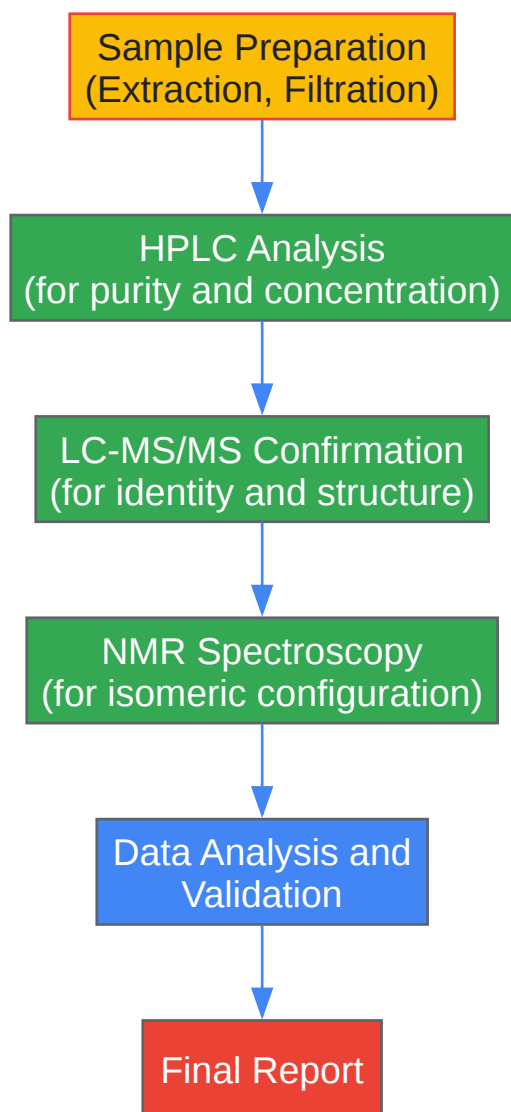 Sample Preparation
(Extraction, Filtration)
HPLC Analysis
(for purity and concentration)
LC-MS/MS Confirmation
(for identity and structure)
NMR Spectroscopy
(for isomeric configuration)
Data Analysis and
Validation
Final Report